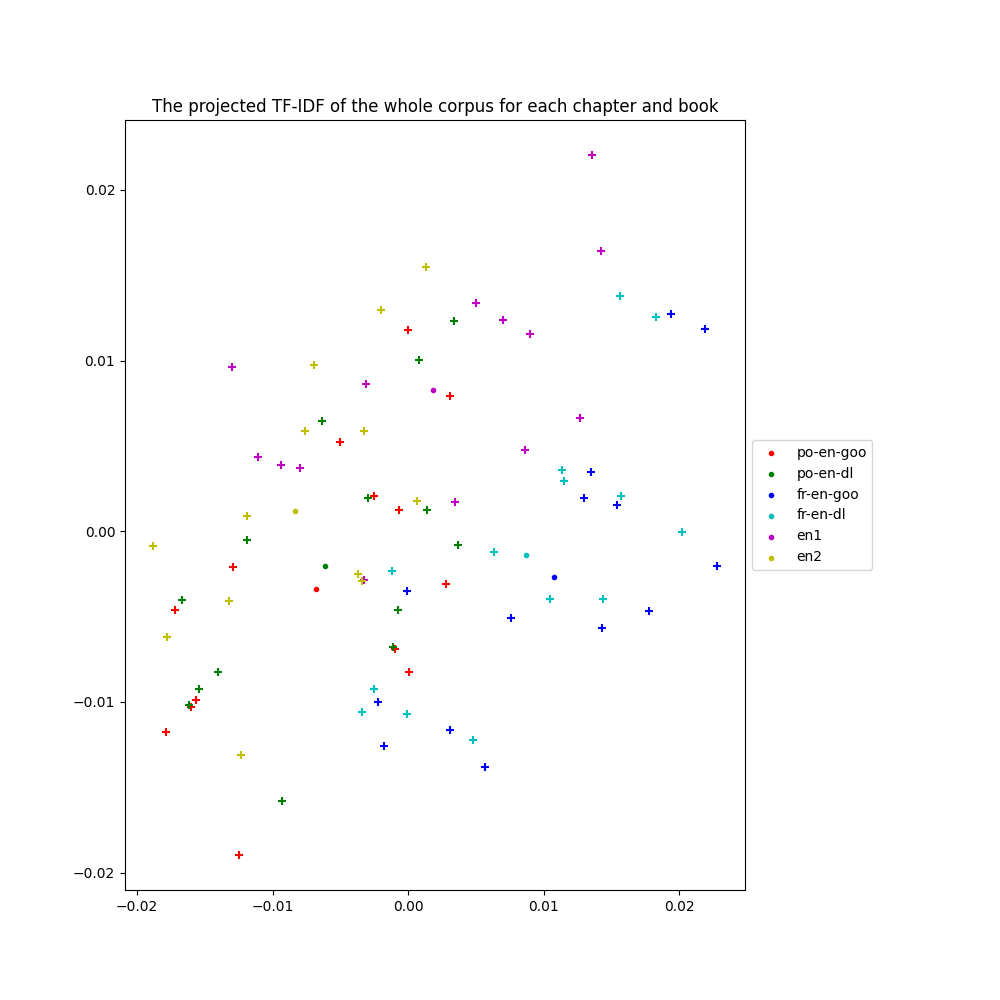 The projected TF-IDF of the whole corpus for each chapter and book
0.02
0.01
0.00
−0.01
−0.02
−0.02
−0.01
0.00
0.01
0.02
po-en-goo
po-en-dl
fr-en-goo
fr-en-dl
en1
en2